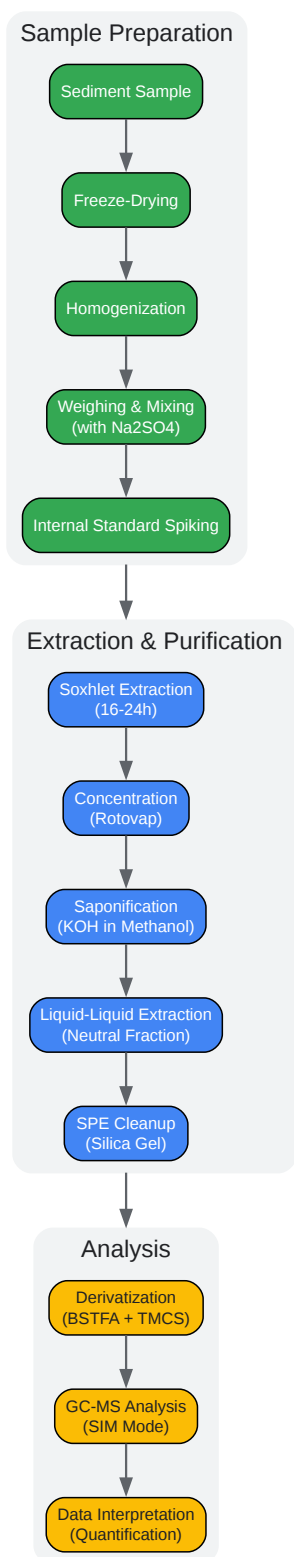 Sample Preparation
Sediment Sample
Freeze-Drying
Homogenization
Weighing & Mixing
(with Na2SO4)
Internal Standard Spiking
Extraction & Purification
Soxhlet Extraction
(16-24h)
Concentration
(Rotovap)
Saponification
(KOH in Methanol)
Liquid-Liquid Extraction
(Neutral Fraction)
SPE Cleanup
(Silica Gel)
Analysis
Derivatization
(BSTFA + TMCS)
GC-MS Analysis
(SIM Mode)
Data Interpretation
(Quantification)